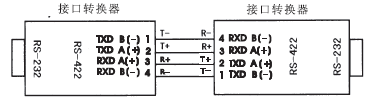 接口转换器 接口转换器
RS-232 RS-422 TXD B(-) 1 T- R- 4 RXD B(-) RS-422 RS-232
TXD A(+) 2 T+ R+ 3 RXD A(+)
RXD A(+) 3 R+ T+ 2 TXD A(+)
RXD B(-) 4 R- T- 1 TXD B(-)